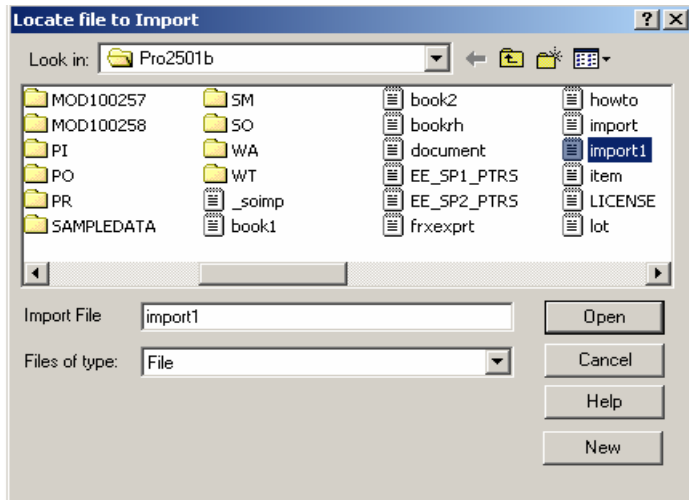 Locate file to Import
Look in: Pro2501b
MOD100257 SM book2 howto
MOD100258 SO bookrh import
PI WA document import1
PO WT EE_SP1_PTRS item
PR _soimp EE_SP2_PTRS LICENSE
SAMPLEDATA book1 frxexprt lot
Import File import1 Open
Files of type: File Cancel
Help
New